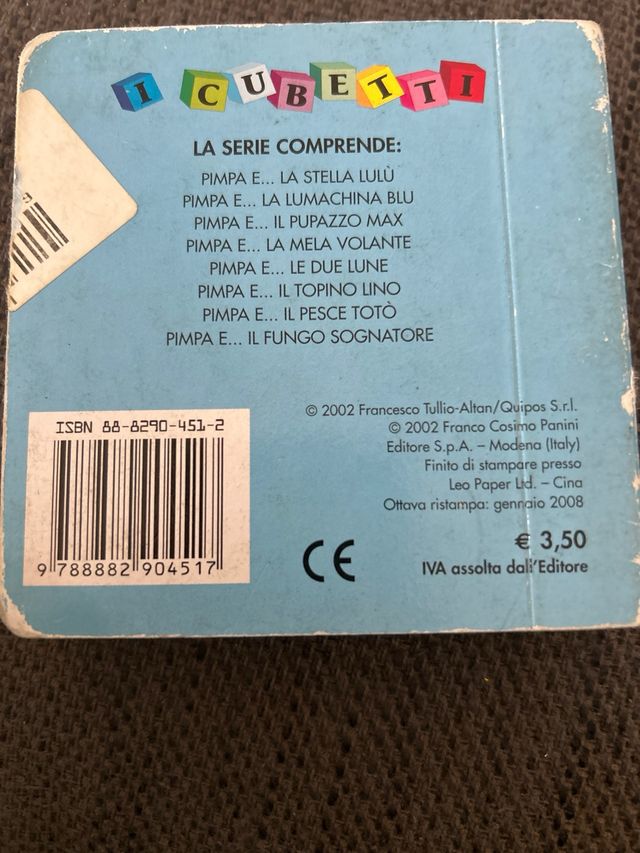 I CUBETTI
LA SERIE COMPRENDE:
PIMPA E... LA STELLA LULÙ
PIMPA E... LA LUMACHINA BLU
PIMPA E... IL PUPAZZO MAX
PIMPA E... LA MELA VOLANTE
PIMPA E... LE DUE LUNE
PIMPA E... IL TOPINO LINO
PIMPA E... IL PESCE TOTÒ
PIMPA E... IL FUNGO SOGNATORE
© 2002 Francesco Tullio-Altan/Quipos S.r.l.
© 2002 Franco Cosimo Panini
Editore S.p.A. – Modena (Italy)
Finito di stampare presso
Leo Paper Ltd. – Cina
Ottava ristampa: gennaio 2008
€ 3,50
IVA assolta dall'Editore
CE
ISBN 88-8290-451-2
9 788882 904517